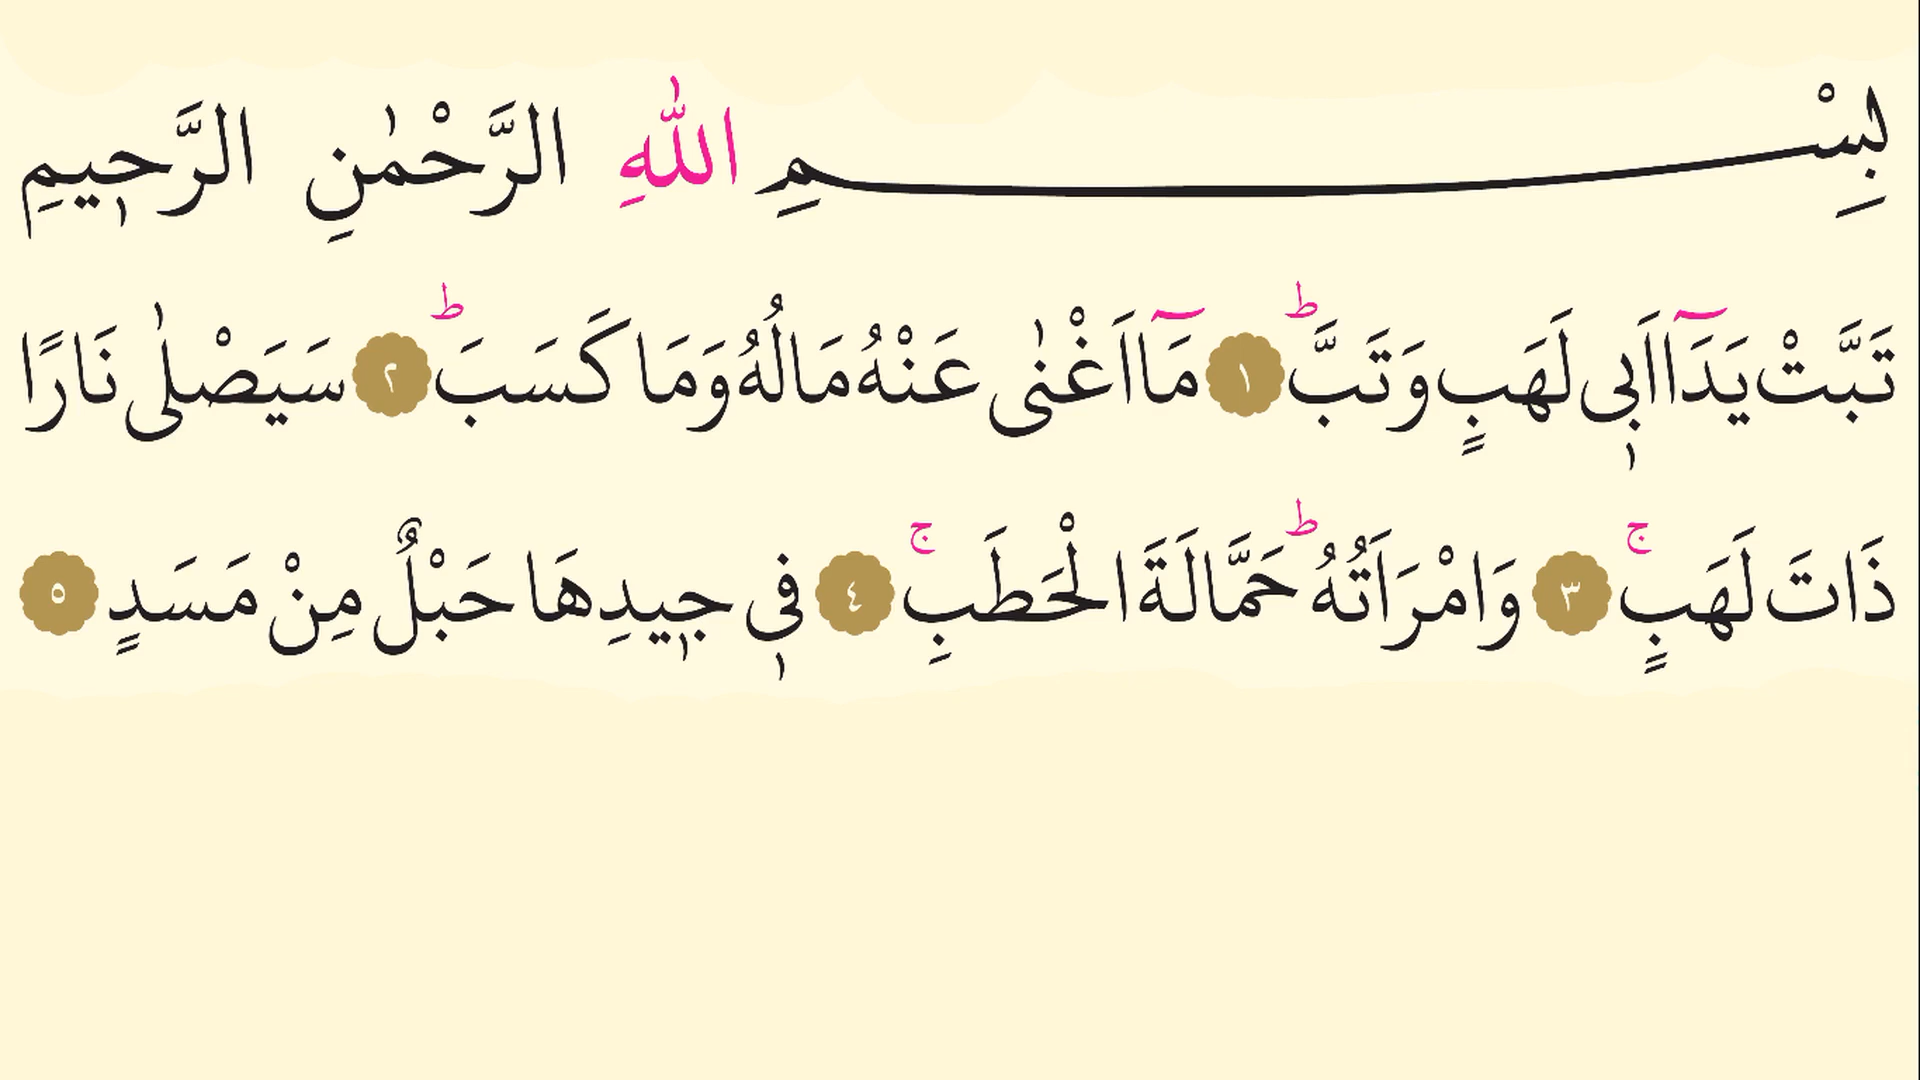 بِسْمِ اللّٰهِ الرَّحْمٰنِ الرَّح۪يمِ
تَبَّتْ يَدَٓا اَب۪ي لَهَبٍ وَتَبَّۜ ﴿١﴾ مَٓا اَغْنٰى عَنْهُ مَالُهُ وَمَا كَسَبَۜ ﴿٢﴾ سَيَصْلٰى نَارًا
ذَاتَ لَهَبٍۚ ﴿٣﴾ وَامْرَاَتُهُۜ حَمَّالَةَ الْحَطَبِۚ ﴿٤﴾ ف۪ي ج۪يدِهَا حَبْلٌ مِنْ مَسَدٍ ﴿٥﴾